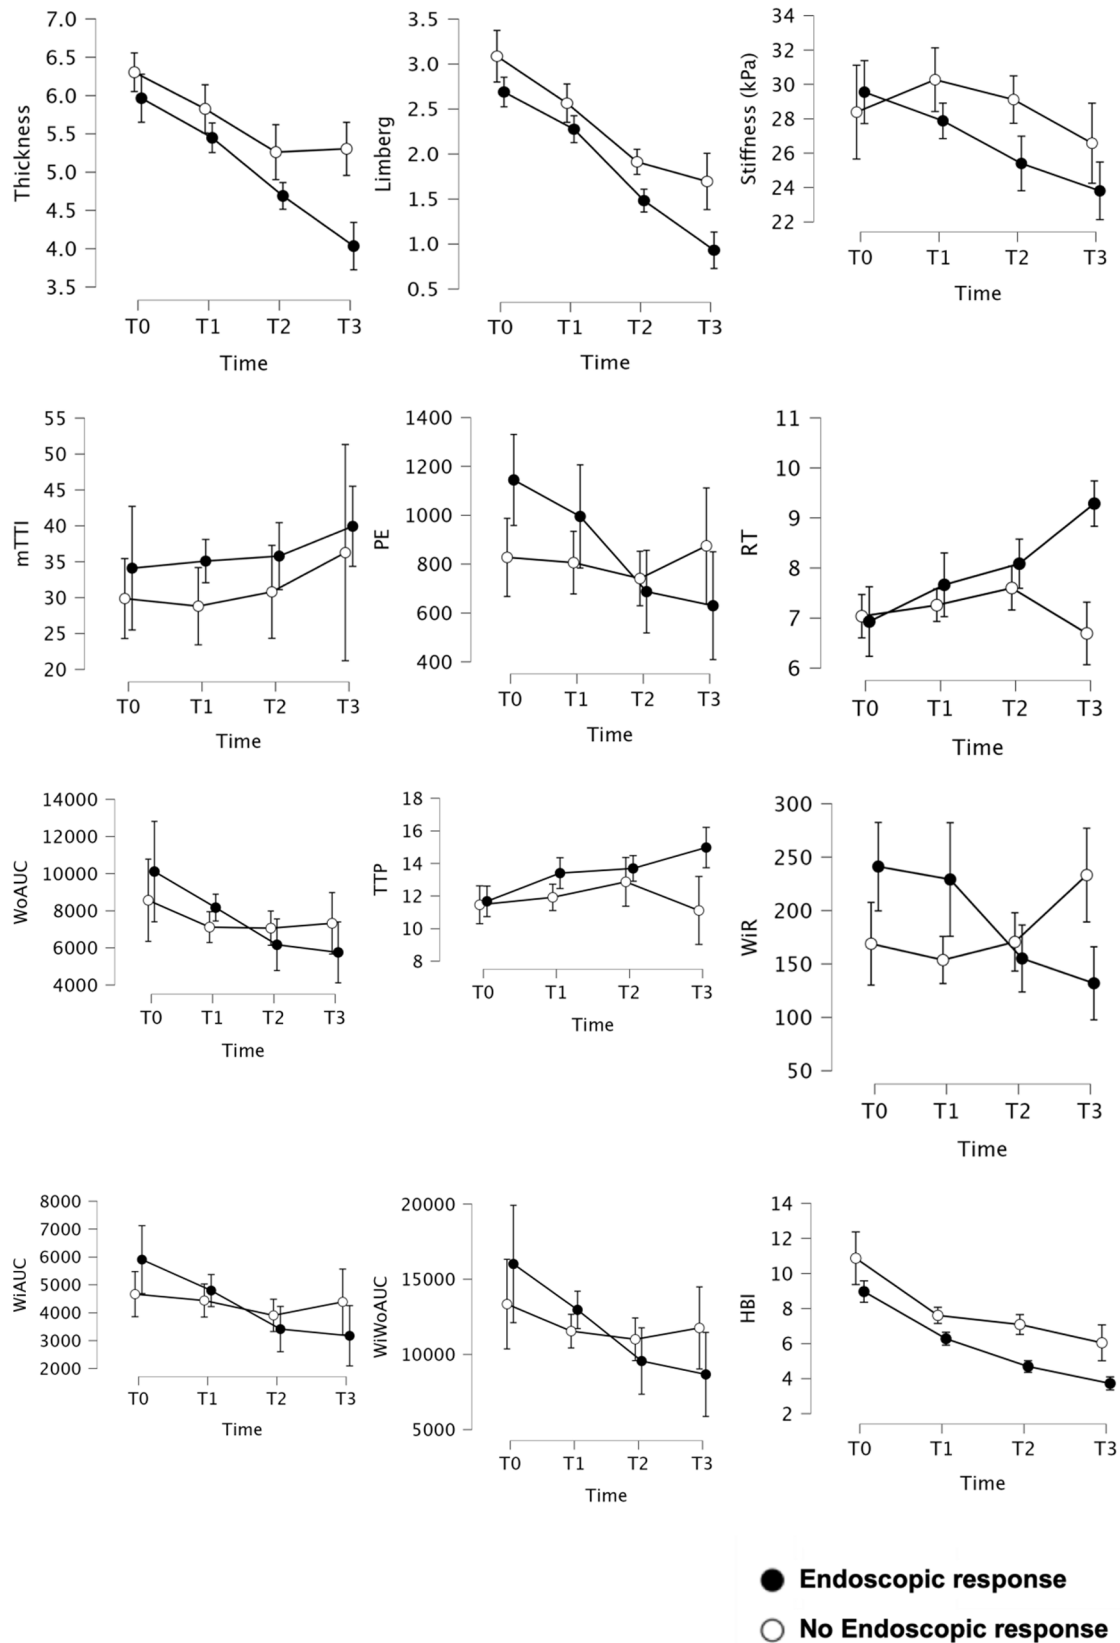 Thickness
7.0
6.5
6.0
5.5
5.0
4.5
4.0
3.5
T0 T1 T2 T3
Time
Limberg
3.5
3.0
2.5
2.0
1.5
1.0
0.5
T0 T1 T2 T3
Time
Stiffness (kPa)
34
32
30
28
26
24
22
T0 T1 T2 T3
Time
mTTI
55
50
45
40
35
30
25
20
T0 T1 T2 T3
Time
PE
1400
1200
1000
800
600
400
T0 T1 T2 T3
Time
RT
11
10
9
8
7
6
T0 T1 T2 T3
Time
WoAUC
14000
12000
10000
8000
6000
4000
T0 T1 T2 T3
Time
TTP
18
16
14
12
10
8
T0 T1 T2 T3
Time
WiR
300
250
200
150
100
50
T0 T1 T2 T3
Time
WiAUC
8000
7000
6000
5000
4000
3000
2000
T0 T1 T2 T3
Time
WiWoAUC
20000
15000
10000
5000
T0 T1 T2 T3
Time
HBI
14
12
10
8
6
4
2
T0 T1 T2 T3
Time
Endoscopic response
No Endoscopic response